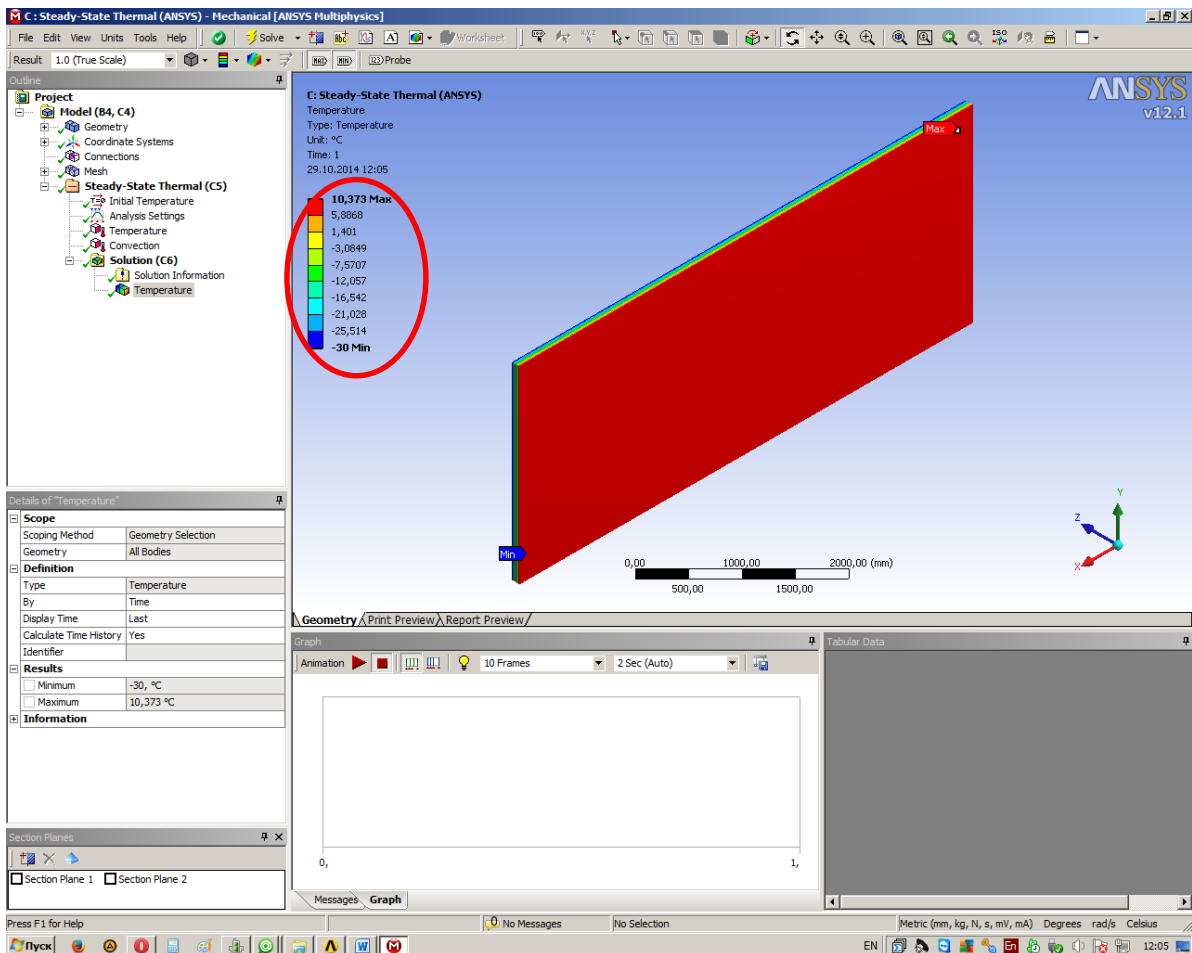 C : Steady-State Thermal (ANSYS) - Mechanical [ANSYS Multiphysics]
File Edit View Units Tools Help Solve Worksheet
Result 1.0 (True Scale) MAX MIN Probe
Outline
Project
Model (B4, C4)
Geometry
Coordinate Systems
Connections
Mesh
Steady-State Thermal (C5)
Initial Temperature
Analysis Settings
Temperature
Convection
Solution (C6)
Solution Information
Temperature
C: Steady-State Thermal (ANSYS)
Temperature
Type: Temperature
Unit: °C
Time: 1
29.10.2014 12:05
10,373 Max
5,8868
1,401
-3,0849
-7,5707
-12,057
-16,542
-21,028
-25,514
-30 Min
ANSYS
v12.1
Max
Min
0,00 1000,00 2000,00 (mm)
500,00 1500,00
Y
Z
X
Geometry Print Preview Report Preview
Details of "Temperature"
Scope
Scoping Method Geometry Selection
Geometry All Bodies
Definition
Type Temperature
By Time
Display Time Last
Calculate Time History Yes
Identifier
Results
Minimum -30, °C
Maximum 10,373 °C
Information
Section Planes
Section Plane 1 Section Plane 2
Graph
Animation 10 Frames 2 Sec (Auto)
0, 1,
Messages Graph
Tabular Data
Press F1 for Help No Messages No Selection Metric (mm, kg, N, s, mV, mA) Degrees rad/s Celsius
Пуск EN En 12:05